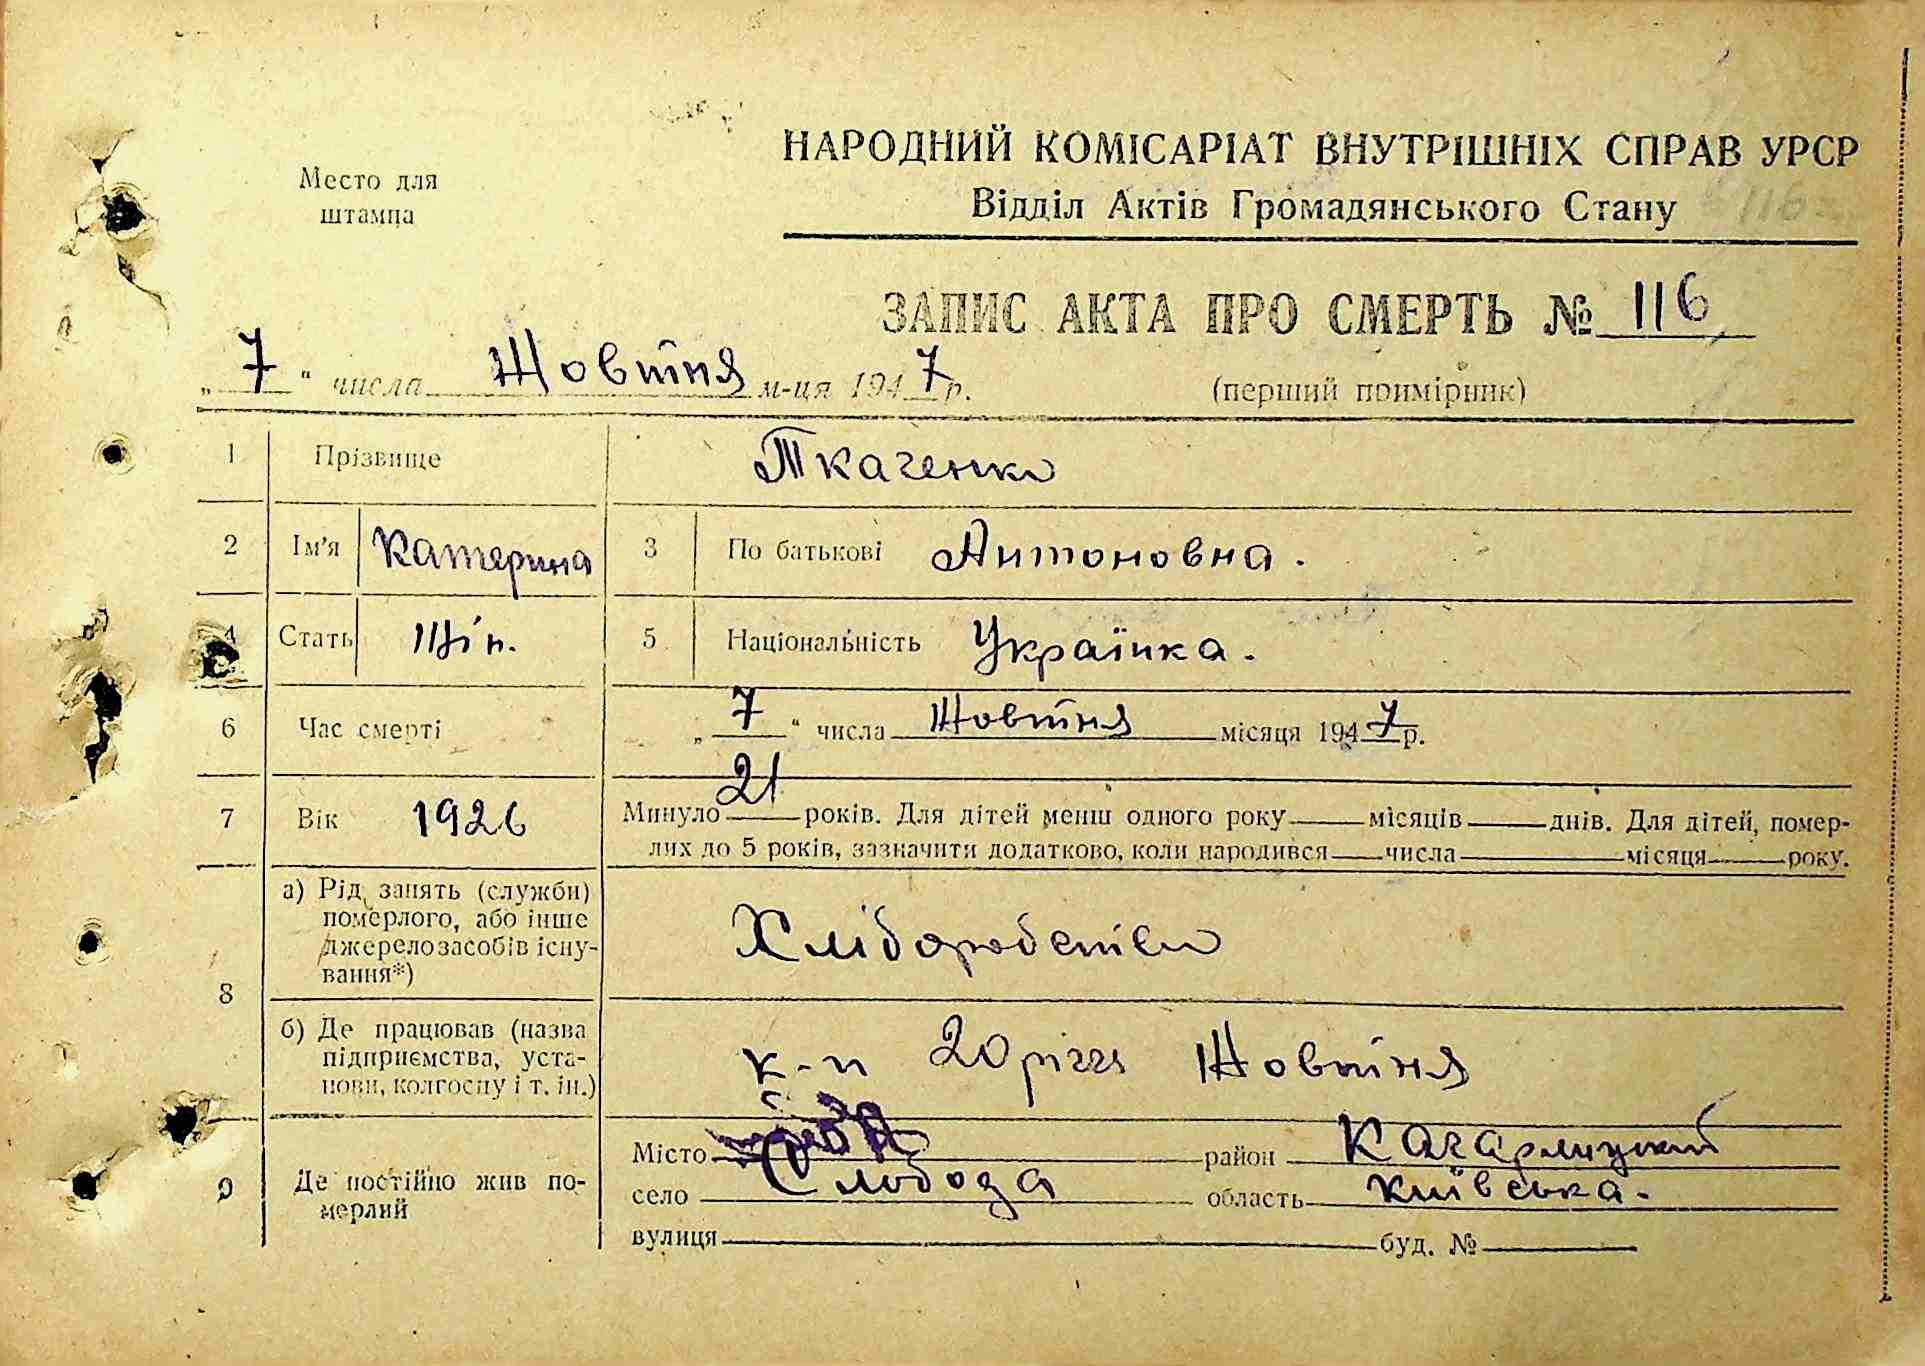 Место для
штампа
НАРОДНИЙ КОМІСАРІАТ ВНУТРІШНІХ СПРАВ УРСР
Відділ Актів Громадянського Стану 116
ЗАПИС АКТА ПРО СМЕРТЬ № 116
„ 7 “ числа Жовтня м-ця 1947 р.
(перший примірник)
1 Прізвище Ткаченко
2 Ім'я Катерина 3 По батькові Антоновна.
4 Стать Жін. 5 Національність Українка.
6 Час смерті „ 7 “ числа Жовтня місяця 1947 р.
7 Вік 1926 Минуло 21 років. Для дітей менш одного року місяців днів. Для дітей, помер-
лих до 5 років, зазначити додатково, коли народився числа місяця року.
8 а) Рід занять (служби)
померлого, або інше
джерело засобів існу-
вання*)
Хліборобство
б) Де працював (назва
підприємства, уста-
нови, колгоспу і т. ін.)
к-п 20 річчя Жовтня
9 Де постійно жив по-
мерлий
Місто район Кагарлицький
село Слобода область Київська.
вулиця буд. №